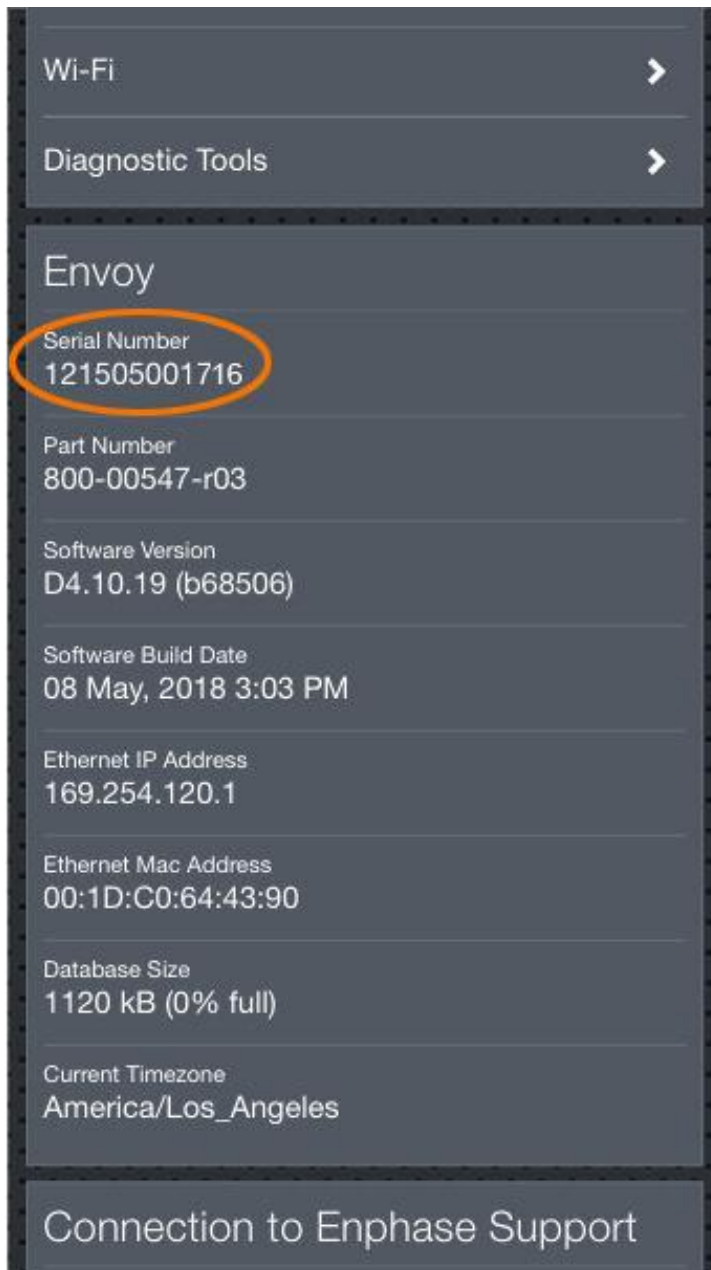 Wi-Fi
Diagnostic Tools
Envoy
Serial Number
121505001716
Part Number
800-00547-r03
Software Version
D4.10.19 (b68506)
Software Build Date
08 May, 2018 3:03 PM
Ethernet IP Address
169.254.120.1
Ethernet Mac Address
00:1D:C0:64:43:90
Database Size
1120 kB (0% full)
Current Timezone
America/Los_Angeles
Connection to Enphase Support